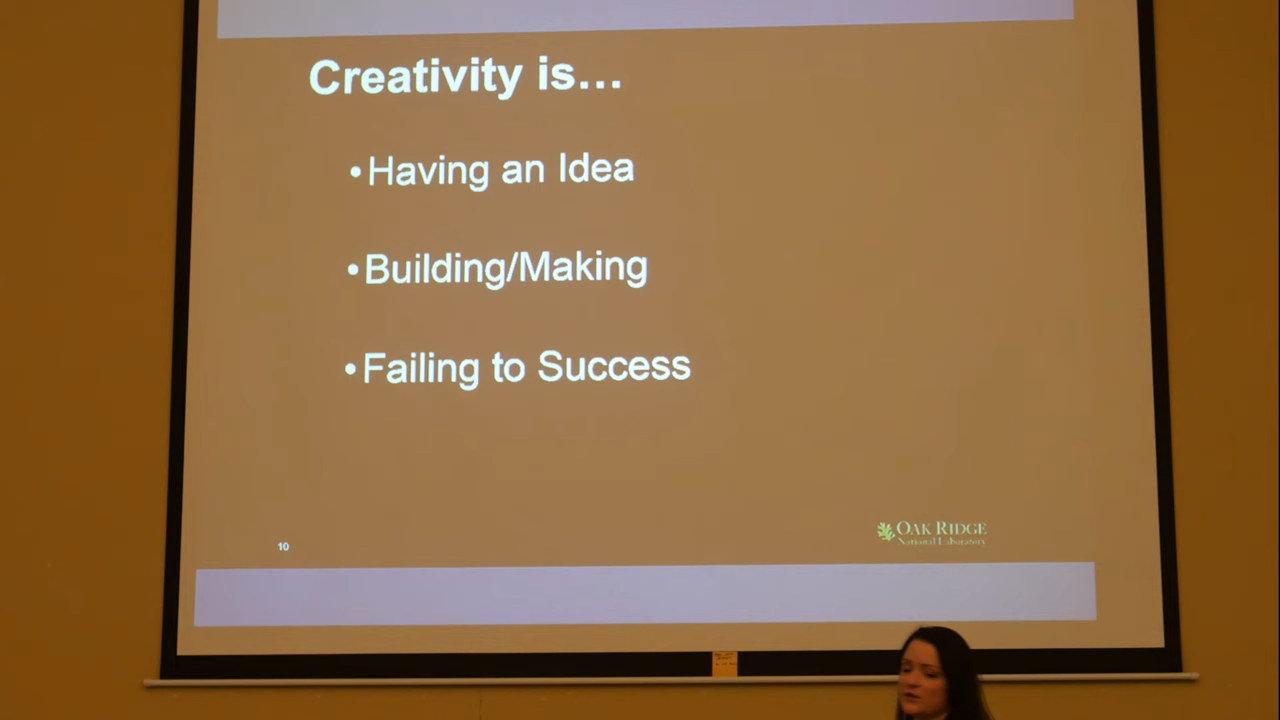 Creativity is...
•Having an Idea
•Building/Making
•Failing to Success
10
OAK RIDGE
National Laboratory